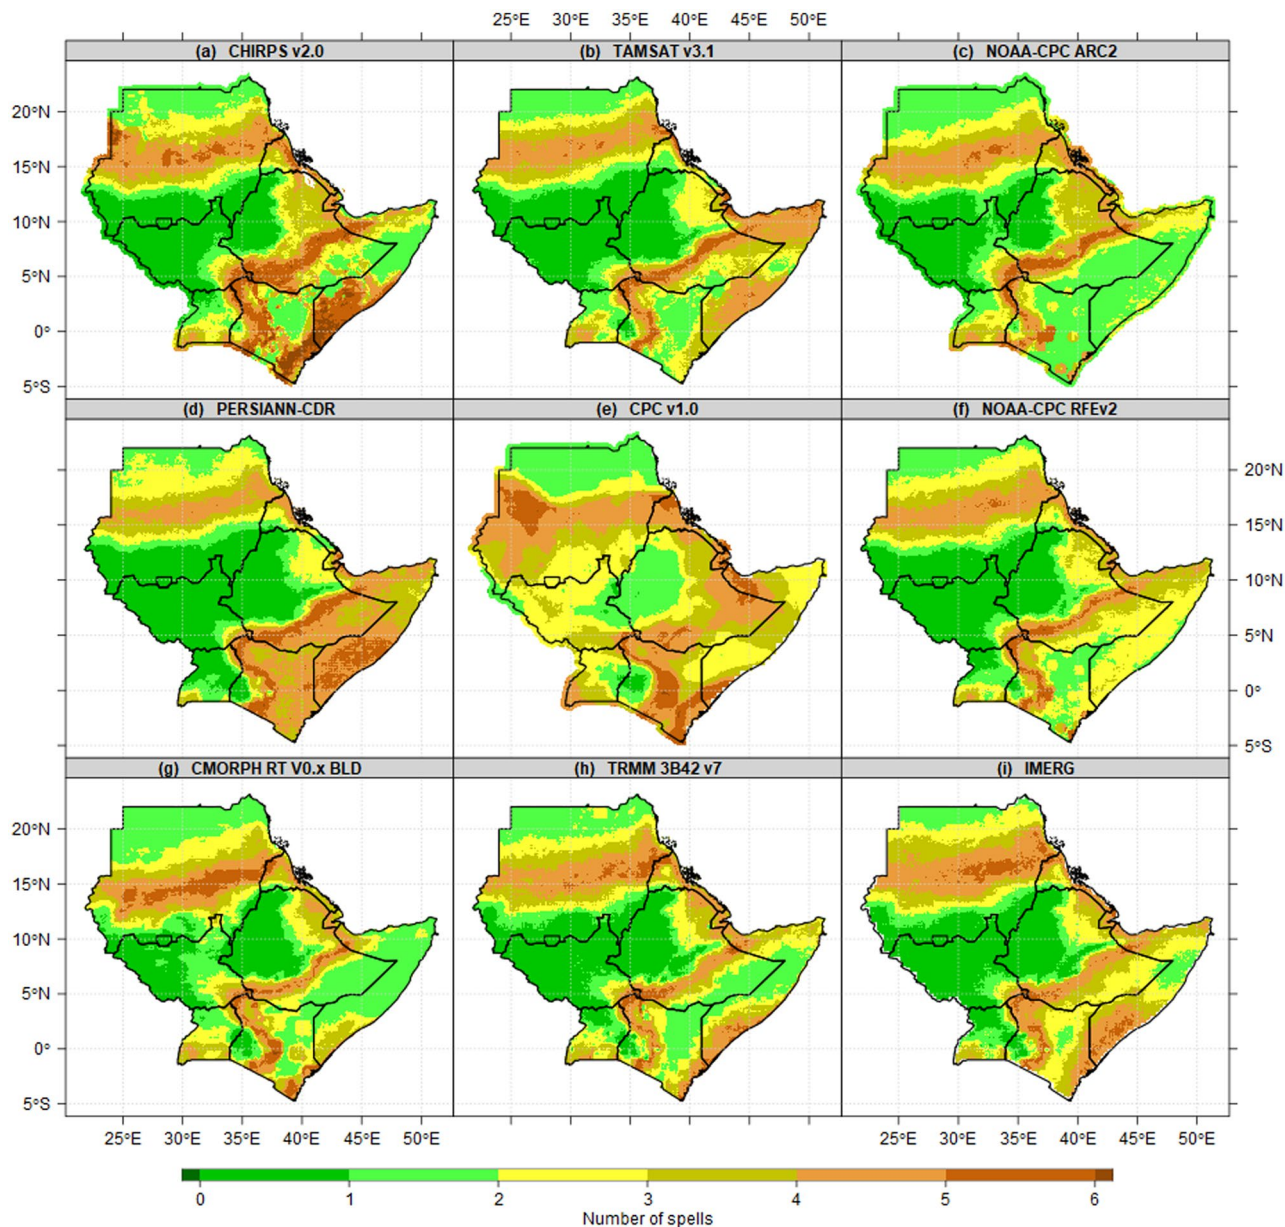 25°E 30°E 35°E 40°E 45°E 50°E
(a) CHIRPS v2.0 (b) TAMSAT v3.1 (c) NOAA-CPC ARC2
20°N
15°N
10°N
5°N
0°
5°S
(d) PERSIANN-CDR (e) CPC v1.0 (f) NOAA-CPC RFEv2
20°N
15°N
10°N
5°N
0°
5°S
(g) CMORPH RT V0.x BLD (h) TRMM 3B42 v7 (i) IMERG
20°N
15°N
10°N
5°N
0°
5°S
25°E 30°E 35°E 40°E 45°E 50°E 25°E 30°E 35°E 40°E 45°E 50°E
0 1 2 3 4 5 6
Number of spells